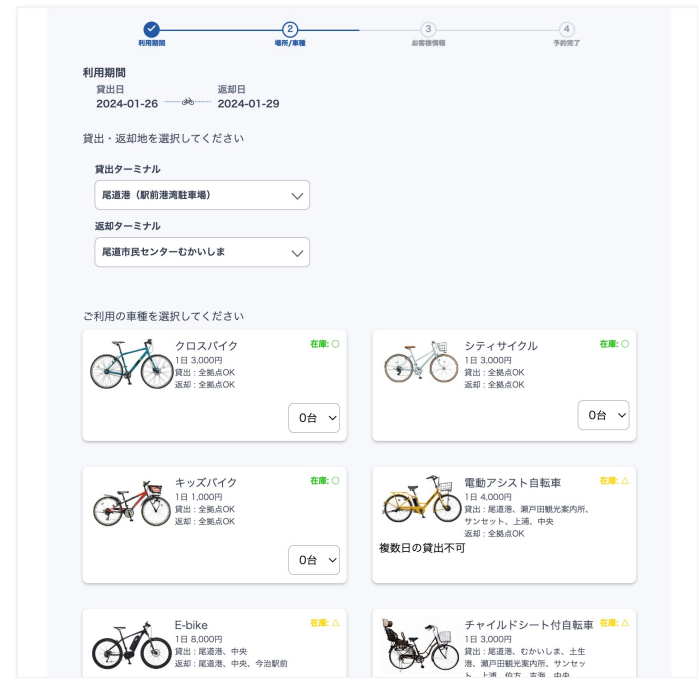 1
2
3
4
利用期間
場所/車種
お客様情報
予約完了
利用期間
貸出日
返却日
2024-01-26
2024-01-29
貸出・返却地を選択してください
貸出ターミナル
尾道港（駅前港湾駐車場）
返却ターミナル
尾道市民センターむかいしま
ご利用の車種を選択してください
クロスバイク
在庫: ○
1日 3,000円
貸出 : 全拠点OK
返却 : 全拠点OK
0台
シティサイクル
在庫: ○
1日 3,000円
貸出 : 全拠点OK
返却 : 全拠点OK
0台
キッズバイク
在庫: ○
1日 1,000円
貸出 : 全拠点OK
返却 : 全拠点OK
0台
電動アシスト自転車
在庫: △
1日 4,000円
貸出 : 尾道港、瀬戸田観光案内所、
サンセット、上浦、中央
返却 : 全拠点OK
複数日の貸出不可
E-bike
在庫: △
1日 8,000円
貸出 : 尾道港、中央
返却 : 尾道港、中央、今治駅前
チャイルドシート付自転車
在庫: △
1日 3,000円
貸出 : 尾道港、むかいしま、土生
港、瀬戸田観光案内所、サンセッ
ト、上浦、伯方、吉海、中央